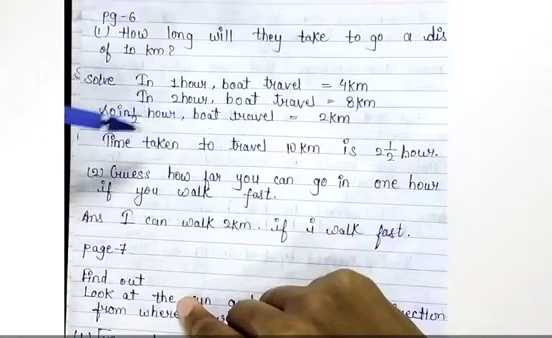 pg-6
(1) How long will they take to go a dis
of 10 km?
Solve In 1hour, boat travel = 4km
In 2hour, boat travel = 8km
hour, boat travel = 2km
Time taken to travel 10km is 2½ hour.
(2) Guess how far you can go in one hour
if you walk fast.
Ans I can walk 2km. if i walk fast.
page-7
Find out
Look at the sun
from where